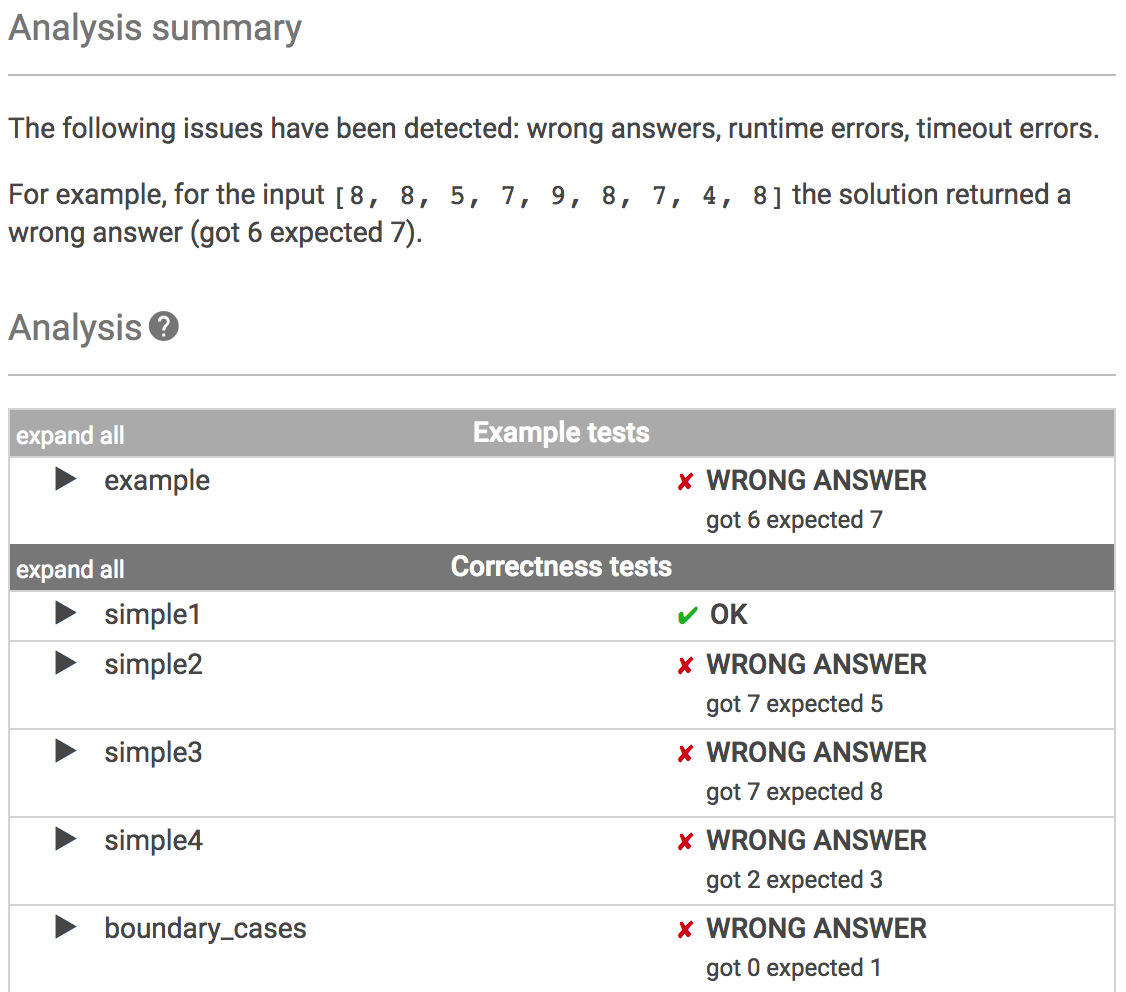 Analysis summary
The following issues have been detected: wrong answers, runtime errors, timeout errors.
For example, for the input [8, 8, 5, 7, 9, 8, 7, 4, 8] the solution returned a
wrong answer (got 6 expected 7).
Analysis ?
expand all Example tests
example ✘ WRONG ANSWER
got 6 expected 7
expand all Correctness tests
simple1 ✔ OK
simple2 ✘ WRONG ANSWER
got 7 expected 5
simple3 ✘ WRONG ANSWER
got 7 expected 8
simple4 ✘ WRONG ANSWER
got 2 expected 3
boundary_cases ✘ WRONG ANSWER
got 0 expected 1